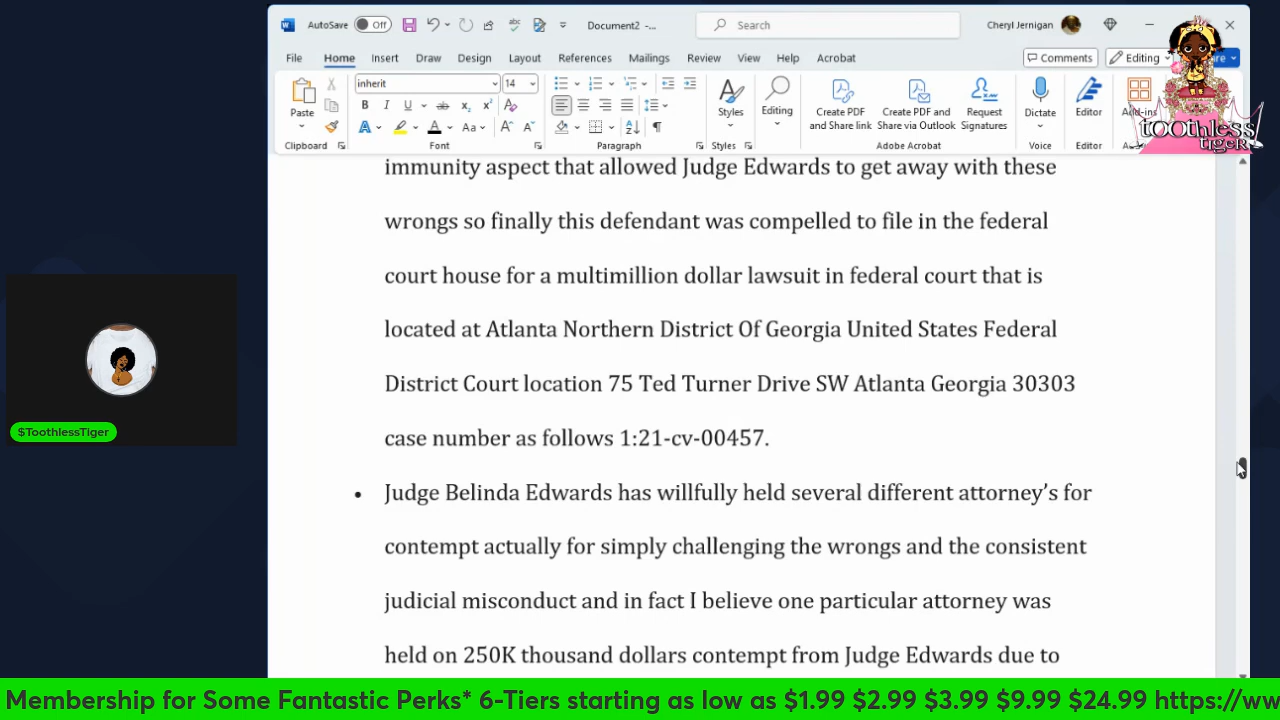 AutoSave Off Document2 -... Search Cheryl Jernigan
File Home Insert Draw Design Layout References Mailings Review View Help Acrobat Comments Editing
inherit 14
Paste B I U ab x₂ x² A
A A Aa A A
Styles Editing Create PDF and Share link Create PDF and Share via Outlook Request Signatures Dictate Editor Add-ins
Clipboard Font Paragraph Styles Adobe Acrobat Voice Editor
toothless
tiger
immunity aspect that allowed Judge Edwards to get away with these
wrongs so finally this defendant was compelled to file in the federal
court house for a multimillion dollar lawsuit in federal court that is
located at Atlanta Northern District Of Georgia United States Federal
District Court location 75 Ted Turner Drive SW Atlanta Georgia 30303
case number as follows 1:21-cv-00457.
• Judge Belinda Edwards has willfully held several different attorney’s for
contempt actually for simply challenging the wrongs and the consistent
judicial misconduct and in fact I believe one particular attorney was
held on 250K thousand dollars contempt from Judge Edwards due to
$ToothlessTiger
Membership for Some Fantastic Perks* 6-Tiers starting as low as $1.99 $2.99 $3.99 $9.99 $24.99 https://ww